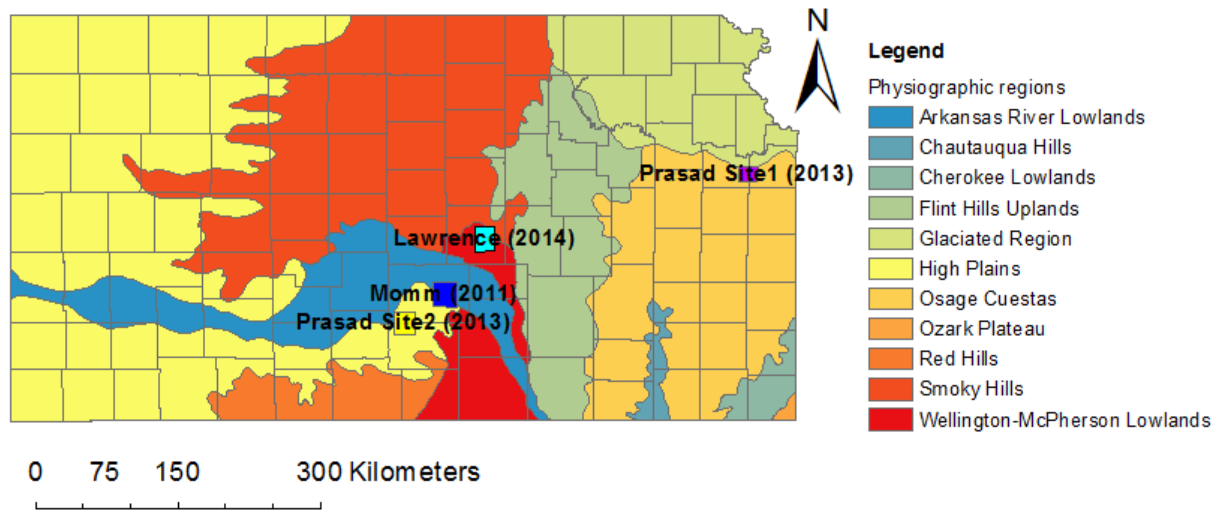 N
Prasad Site1 (2013)
Lawrence (2014)
Momm (2011)
Prasad Site2 (2013)
0 75 150 300 Kilometers
Legend
Physiographic regions
Arkansas River Lowlands
Chautauqua Hills
Cherokee Lowlands
Flint Hills Uplands
Glaciated Region
High Plains
Osage Cuestas
Ozark Plateau
Red Hills
Smoky Hills
Wellington-McPherson Lowlands